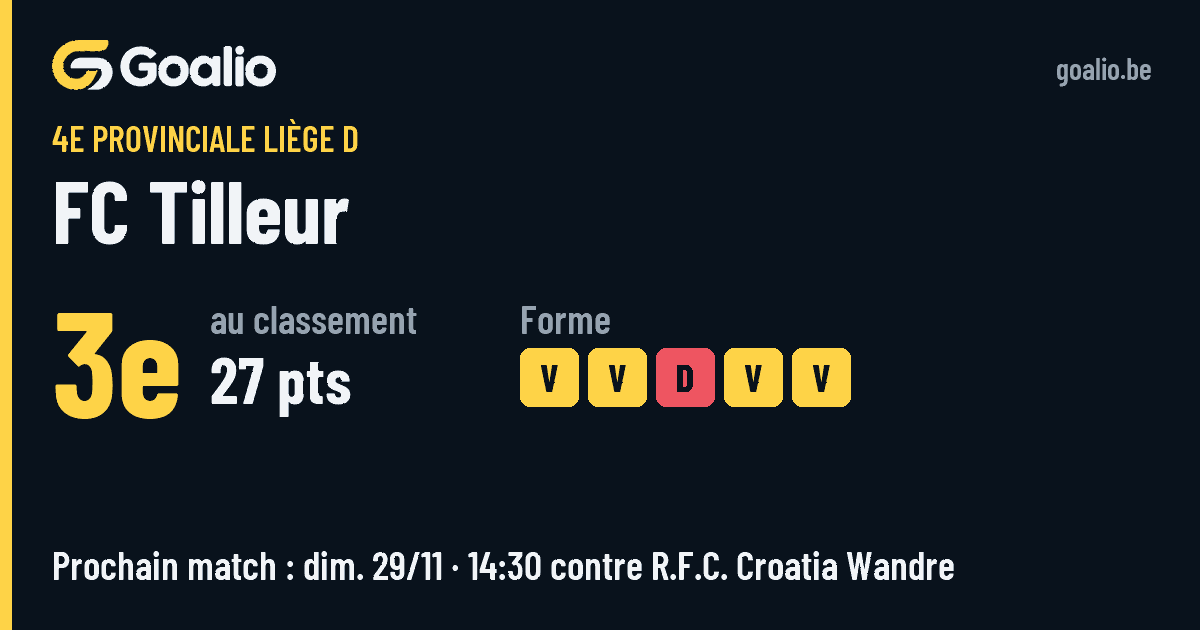 Goalio
goalio.be
4E PROVINCIALE LIÈGE D
FC Tilleur
3e
au classement
27 pts
Forme
V V D V V
Prochain match : dim. 29/11 · 14:30 contre R.F.C. Croatia Wandre